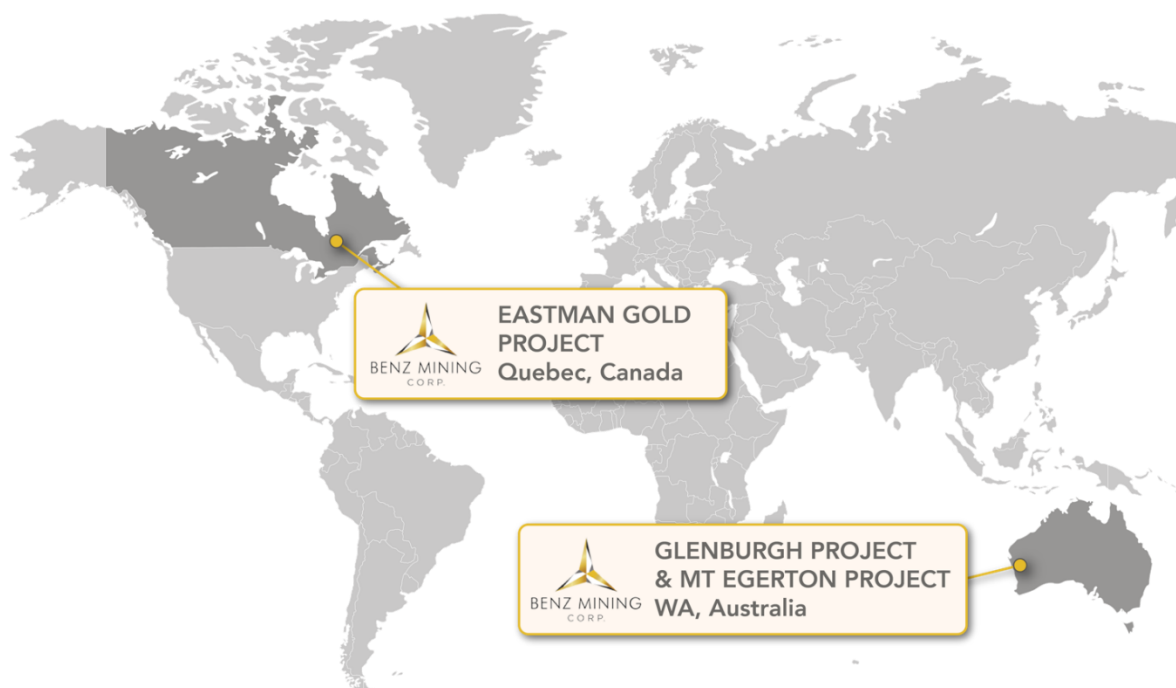 EASTMAN GOLD
PROJECT
Quebec, Canada
BENZ MINING
CORP.
GLENBURGH PROJECT
& MT EGERTON PROJECT
WA, Australia
BENZ MINING
CORP.